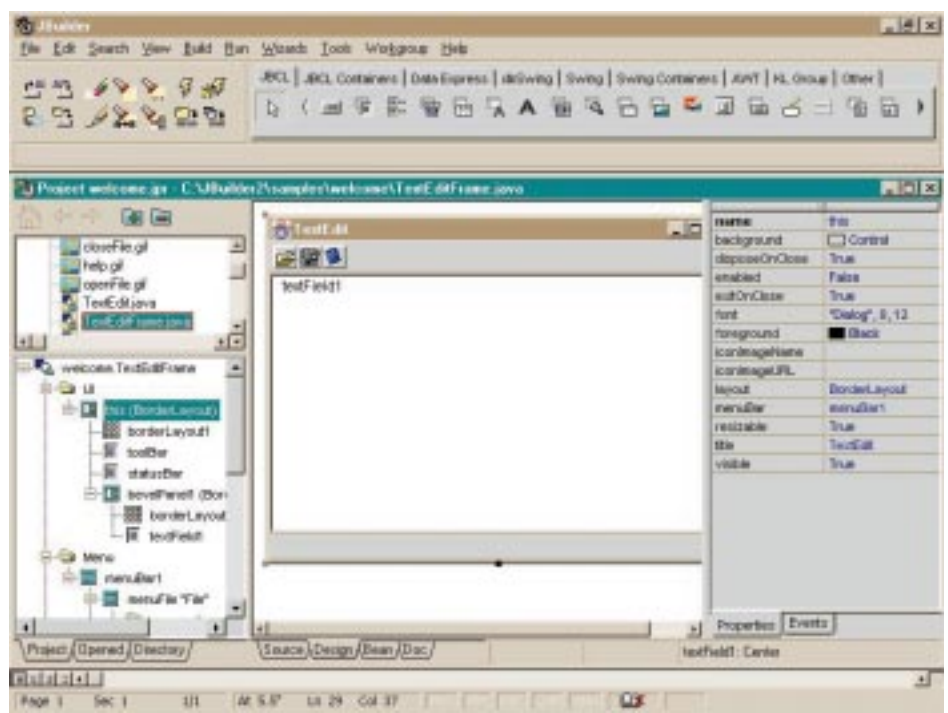 JBuilder
File Edit Search View Build Run Wizards Tools Workgroup Help
JBCL JBCL Containers Data Express dbSwing Swing Swing Containers AWT KL Group Other
Project welcome.jpr - C:\JBuilder2\samples\welcome\TextEditFrame.java
closeFile.gif
help.gif
openFile.gif
TextEdit.java
TextEditFrame.java
welcome.TextEditFrame
UI
this (BorderLayout)
borderLayout1
toolBar
statusBar
bevelPanel1 (Bor
borderLayout
textField1
Menu
menuBar1
menuFile "File"
Project Opened Directory
TextEdit
textField1
Source Design Bean Doc
name this
background Control
disposeOnClose True
enabled False
exitOnClose True
font "Dialog", 0, 12
foreground Black
iconImageName
iconImageURL
layout BorderLayout
menuBar menuBar1
resizable True
title TextEdit
visible True
Properties Events
textField1: Center
Page 1 Sec 1 1/1 At 5.5" Ln 29 Col 37